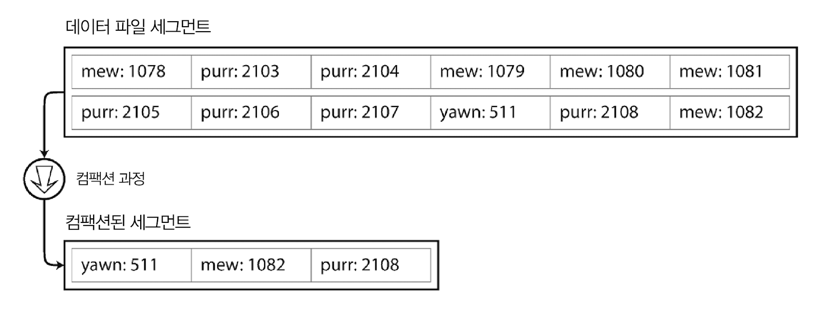 데이터 파일 세그먼트
mew: 1078 purr: 2103 purr: 2104 mew: 1079 mew: 1080 mew: 1081
purr: 2105 purr: 2106 purr: 2107 yawn: 511 purr: 2108 mew: 1082
컴팩션 과정
컴팩션된 세그먼트
yawn: 511 mew: 1082 purr: 2108